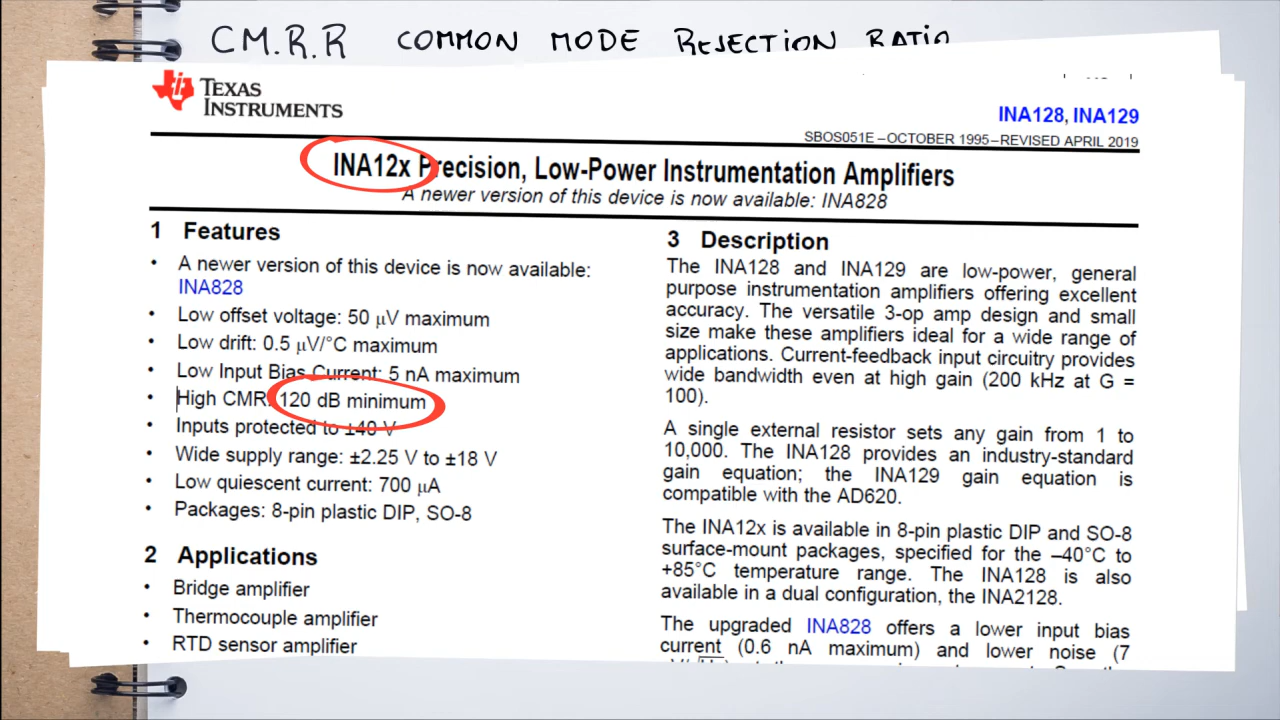 C.M.R.R COMMON MODE REJECTION RATIO
TEXAS
INSTRUMENTS
INA128, INA129
SBOS051E – OCTOBER 1995 – REVISED APRIL 2019
INA12x Precision, Low-Power Instrumentation Amplifiers
A newer version of this device is now available: INA828
1 Features
• A newer version of this device is now available:
INA828
• Low offset voltage: 50 μV maximum
• Low drift: 0.5 μV/°C maximum
• Low Input Bias Current: 5 nA maximum
• High CMR: 120 dB minimum
• Inputs protected to ±40 V
• Wide supply range: ±2.25 V to ±18 V
• Low quiescent current: 700 μA
• Packages: 8-pin plastic DIP, SO-8
2 Applications
• Bridge amplifier
• Thermocouple amplifier
• RTD sensor amplifier
3 Description
The INA128 and INA129 are low-power, general
purpose instrumentation amplifiers offering excellent
accuracy. The versatile 3-op amp design and small
size make these amplifiers ideal for a wide range of
applications. Current-feedback input circuitry provides
wide bandwidth even at high gain (200 kHz at G =
100).
A single external resistor sets any gain from 1 to
10,000. The INA128 provides an industry-standard
gain equation; the INA129 gain equation is
compatible with the AD620.
The INA12x is available in 8-pin plastic DIP and SO-8
surface-mount packages, specified for the –40°C to
+85°C temperature range. The INA128 is also
available in a dual configuration, the INA2128.
The upgraded INA828 offers a lower input bias
current (0.6 nA maximum) and lower noise (7